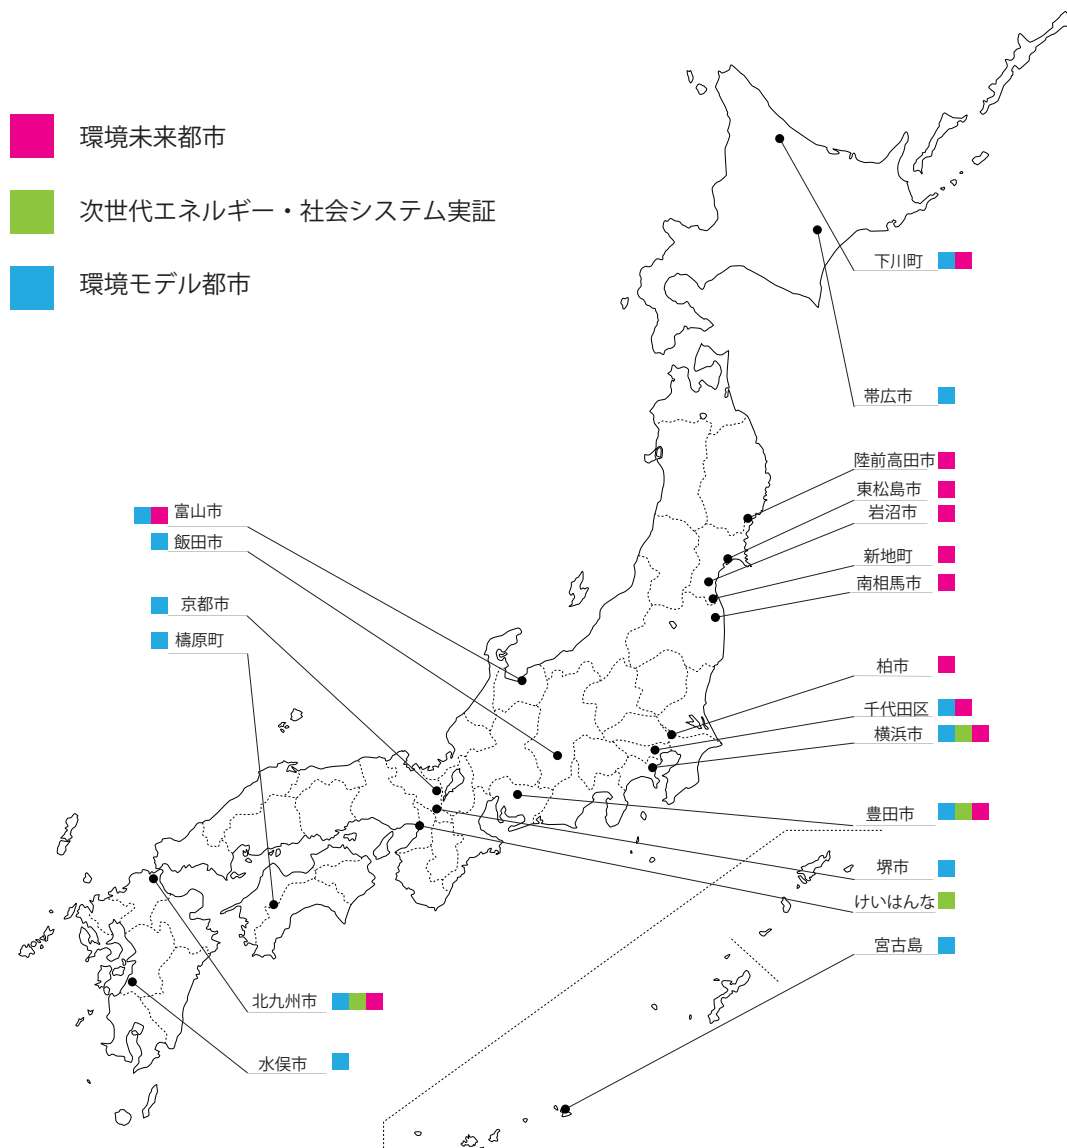 環境未来都市
次世代エネルギー・社会システム実証
環境モデル都市
下川町
帯広市
陸前高田市
東松島市
岩沼市
新地町
南相馬市
柏市
千代田区
横浜市
豊田市
堺市
けいはんな
宮古島
富山市
飯田市
京都市
檮原町
北九州市
水俣市